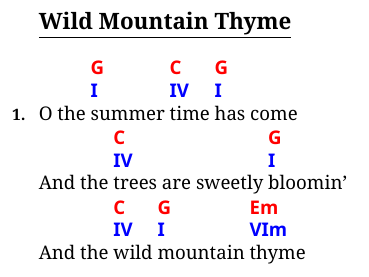 Wild Mountain Thyme
G C G
I IV I
1. O the summer time has come
C G
IV I
And the trees are sweetly bloomin’
C G Em
IV I VIm
And the wild mountain thyme